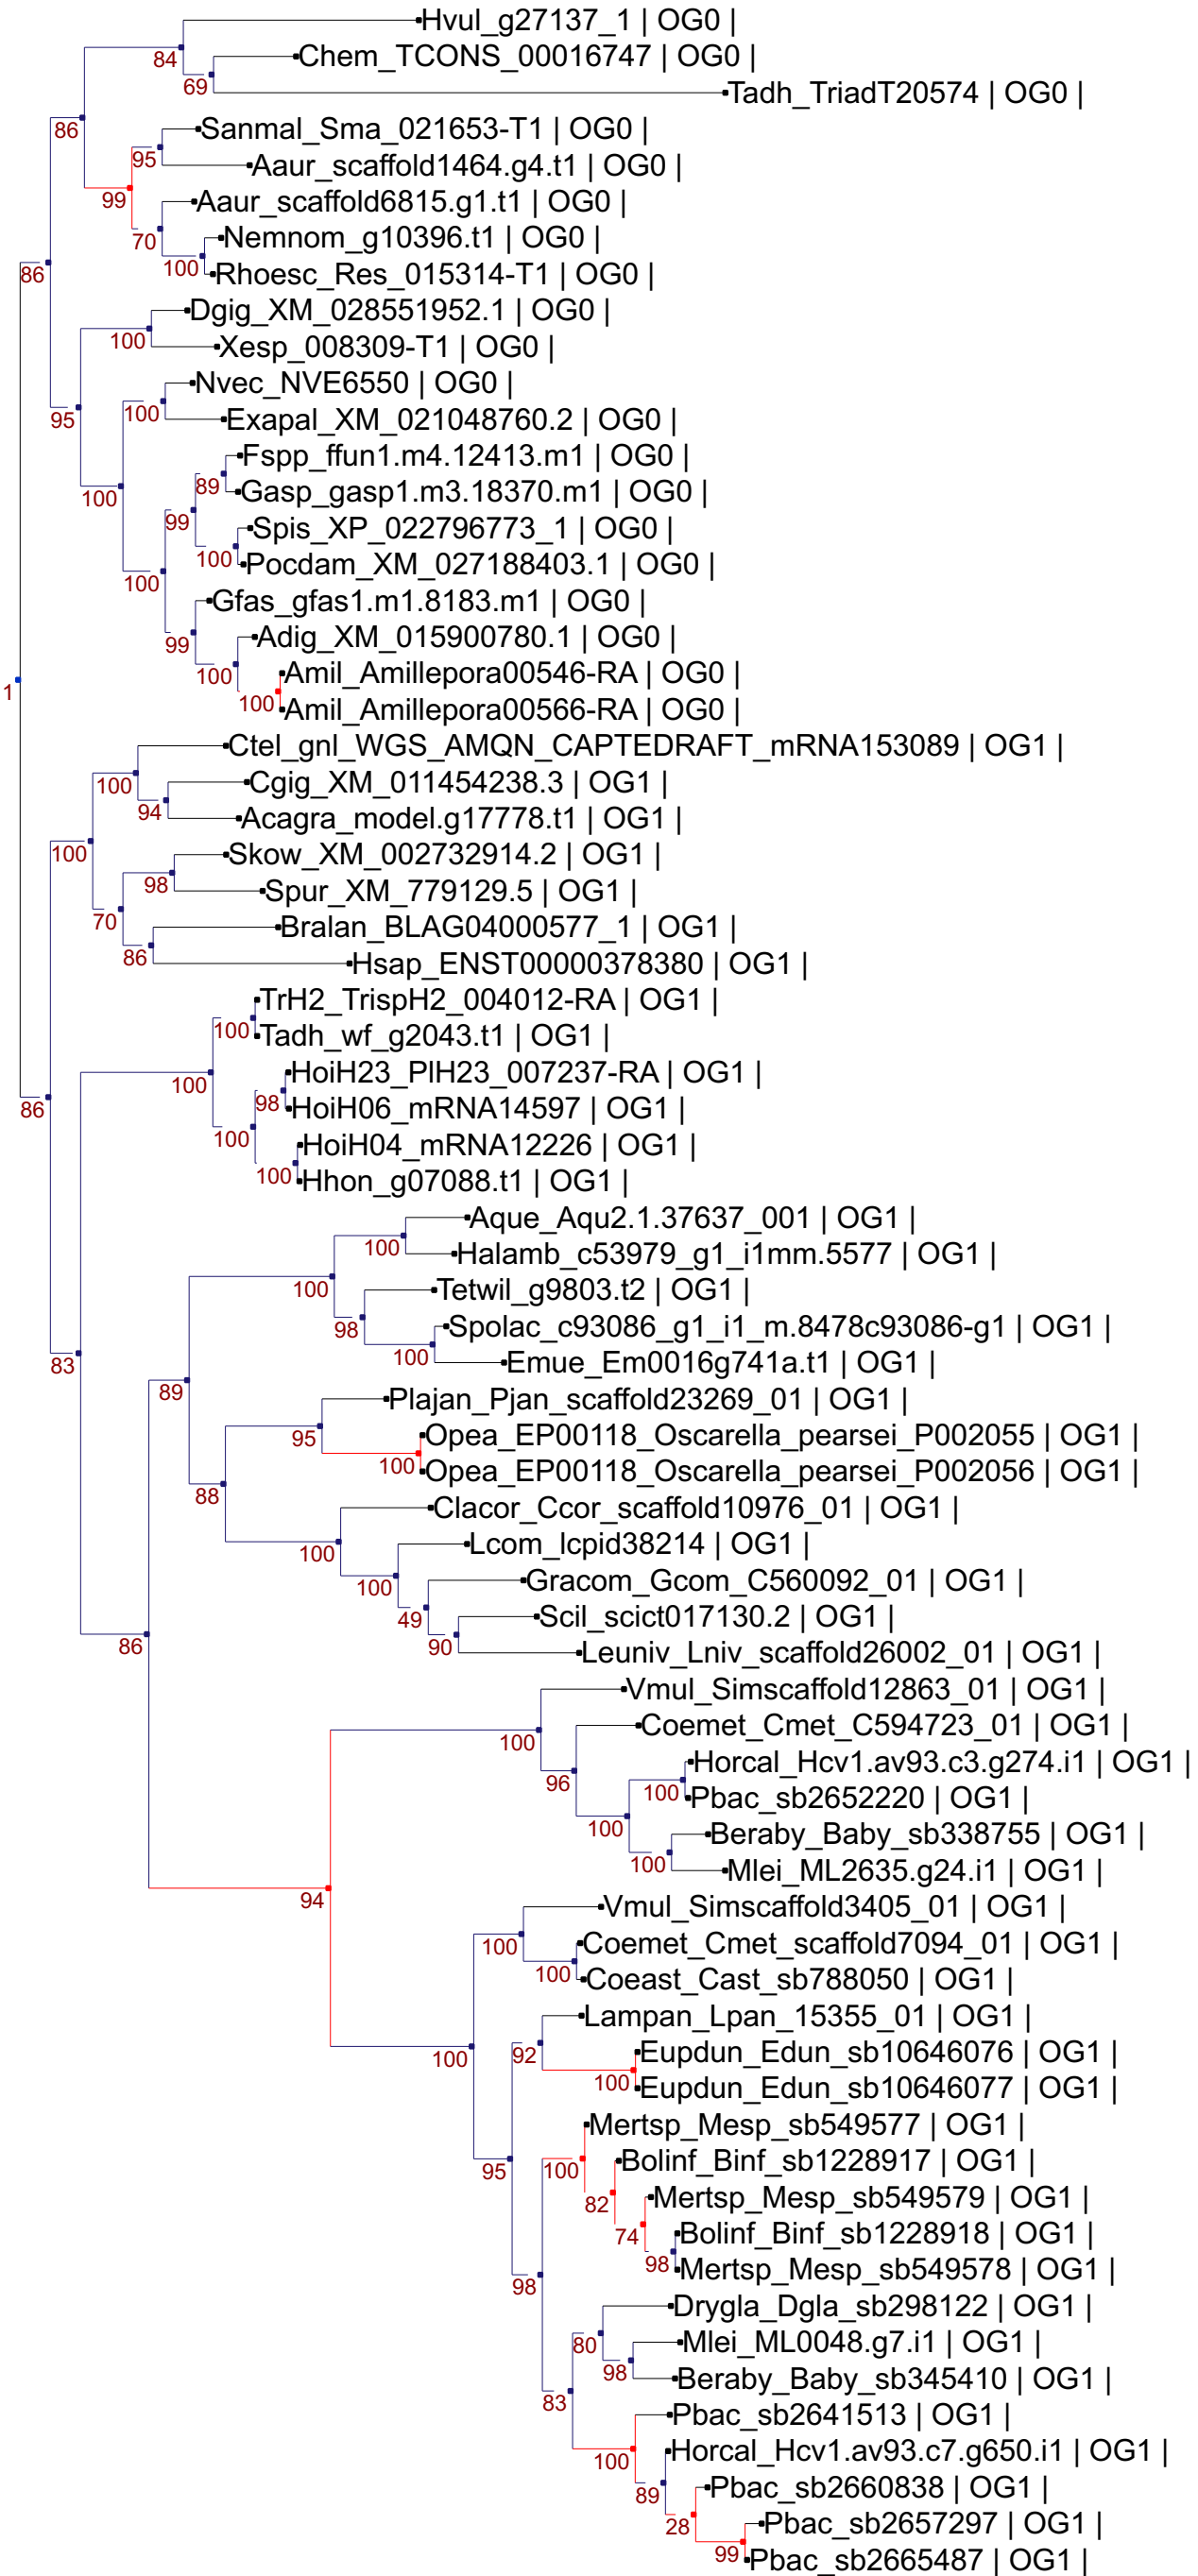 Hvul_g27137_1 | OG0 |
84
Chem_TCONS_00016747 | OG0 |
69
Tadh_TriadT20574 | OG0 |
86
Sanmal_Sma_021653-T1 | OG0 |
95
Aaur_scaffold1464.g4.t1 | OG0 |
99
Aaur_scaffold6815.g1.t1 | OG0 |
70
Nemnom_g10396.t1 | OG0 |
100
Rhoesc_Res_015314-T1 | OG0 |
86
Dgig_XM_028551952.1 | OG0 |
100
Xesp_008309-T1 | OG0 |
95
Nvec_NVE6550 | OG0 |
100
Exapal_XM_021048760.2 | OG0 |
100
Fspp_ffun1.m4.12413.m1 | OG0 |
89
Gasp_gasp1.m3.18370.m1 | OG0 |
99
Spis_XP_022796773_1 | OG0 |
100
Pocdam_XM_027188403.1 | OG0 |
100
Gfas_gfas1.m1.8183.m1 | OG0 |
99
Adig_XM_015900780.1 | OG0 |
100
Amil_Amillepora00546-RA | OG0 |
100
Amil_Amillepora00566-RA | OG0 |
1
Ctel_gnl_WGS_AMQN_CAPTEDRAFT_mRNA153089 | OG1 |
100
Cgig_XM_011454238.3 | OG1 |
94
Acagra_model.g17778.t1 | OG1 |
100
Skow_XM_002732914.2 | OG1 |
98
Spur_XM_779129.5 | OG1 |
70
Bralan_BLAG04000577_1 | OG1 |
86
Hsap_ENST00000378380 | OG1 |
TrH2_TrispH2_004012-RA | OG1 |
100
Tadh_wf_g2043.t1 | OG1 |
100
HoiH23_PlH23_007237-RA | OG1 |
98
HoiH06_mRNA14597 | OG1 |
86
100
HoiH04_mRNA12226 | OG1 |
100
Hhon_g07088.t1 | OG1 |
Aque_Aqu2.1.37637_001 | OG1 |
100
Halamb_c53979_g1_i1mm.5577 | OG1 |
100
Tetwil_g9803.t2 | OG1 |
98
Spolac_c93086_g1_i1_m.8478c93086-g1 | OG1 |
100
Emue_Em0016g741a.t1 | OG1 |
83
89
Plajan_Pjan_scaffold23269_01 | OG1 |
95
Opea_EP00118_Oscarella_pearsei_P002055 | OG1 |
100
Opea_EP00118_Oscarella_pearsei_P002056 | OG1 |
88
Clacor_Ccor_scaffold10976_01 | OG1 |
100
Lcom_lcpid38214 | OG1 |
100
Gracom_Gcom_C560092_01 | OG1 |
49
Scil_scict017130.2 | OG1 |
90
Leuniv_Lniv_scaffold26002_01 | OG1 |
86
Vmul_Simscaffold12863_01 | OG1 |
100
Coemet_Cmet_C594723_01 | OG1 |
96
Horcal_Hcv1.av93.c3.g274.i1 | OG1 |
100
Pbac_sb2652220 | OG1 |
100
Beraby_Baby_sb338755 | OG1 |
100
Mlei_ML2635.g24.i1 | OG1 |
94
Vmul_Simscaffold3405_01 | OG1 |
100
Coemet_Cmet_scaffold7094_01 | OG1 |
100
Coeast_Cast_sb788050 | OG1 |
Lampan_Lpan_15355_01 | OG1 |
100
92
Eupdun_Edun_sb10646076 | OG1 |
100
Eupdun_Edun_sb10646077 | OG1 |
Mertsp_Mesp_sb549577 | OG1 |
95
100
Bolinf_Binf_sb1228917 | OG1 |
82
Mertsp_Mesp_sb549579 | OG1 |
74
Bolinf_Binf_sb1228918 | OG1 |
98
Mertsp_Mesp_sb549578 | OG1 |
98
Drygla_Dgla_sb298122 | OG1 |
80
Mlei_ML0048.g7.i1 | OG1 |
98
Beraby_Baby_sb345410 | OG1 |
83
Pbac_sb2641513 | OG1 |
100
Horcal_Hcv1.av93.c7.g650.i1 | OG1 |
89
Pbac_sb2660838 | OG1 |
28
Pbac_sb2657297 | OG1 |
99
Pbac_sb2665487 | OG1 |